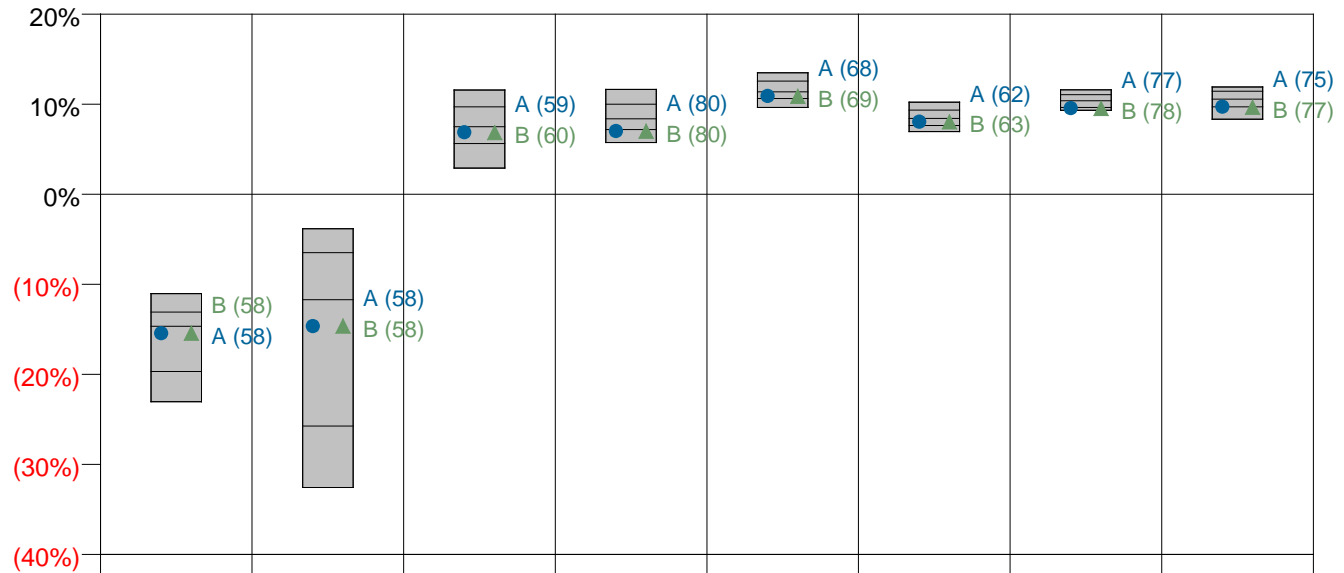 20%
10%
0%
(10%)
(20%)
(30%)
(40%)
B (58)
A (58)
A (58)
B (58)
A (59)
B (60)
A (80)
B (80)
A (68)
B (69)
A (62)
B (63)
A (77)
B (78)
A (75)
B (77)